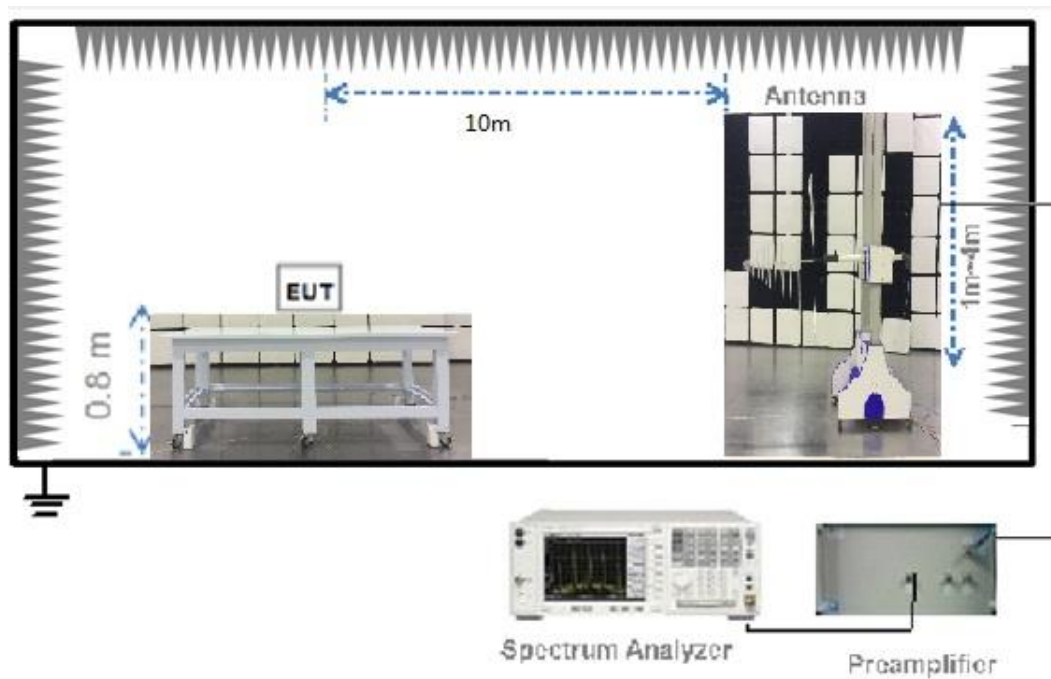 Antenna
10m
1m~4m
EUT
0.8 m
Spectrum Analyzer
Preamplifier